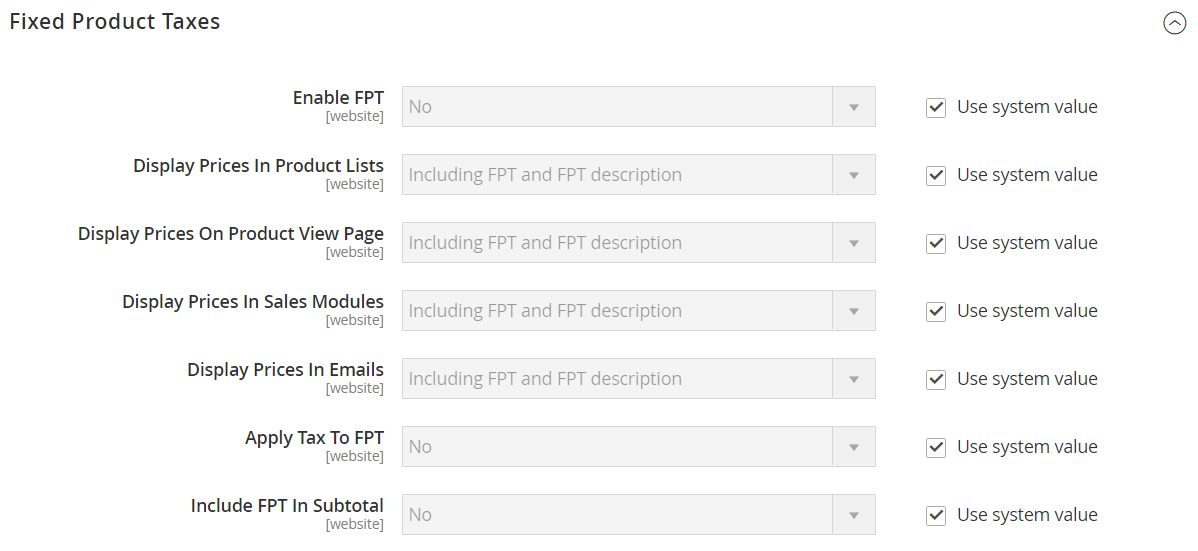 Fixed Product Taxes
Enable FPT
[website]
No
Use system value
Display Prices In Product Lists
[website]
Including FPT and FPT description
Use system value
Display Prices On Product View Page
[website]
Including FPT and FPT description
Use system value
Display Prices In Sales Modules
[website]
Including FPT and FPT description
Use system value
Display Prices In Emails
[website]
Including FPT and FPT description
Use system value
Apply Tax To FPT
[website]
No
Use system value
Include FPT In Subtotal
[website]
No
Use system value